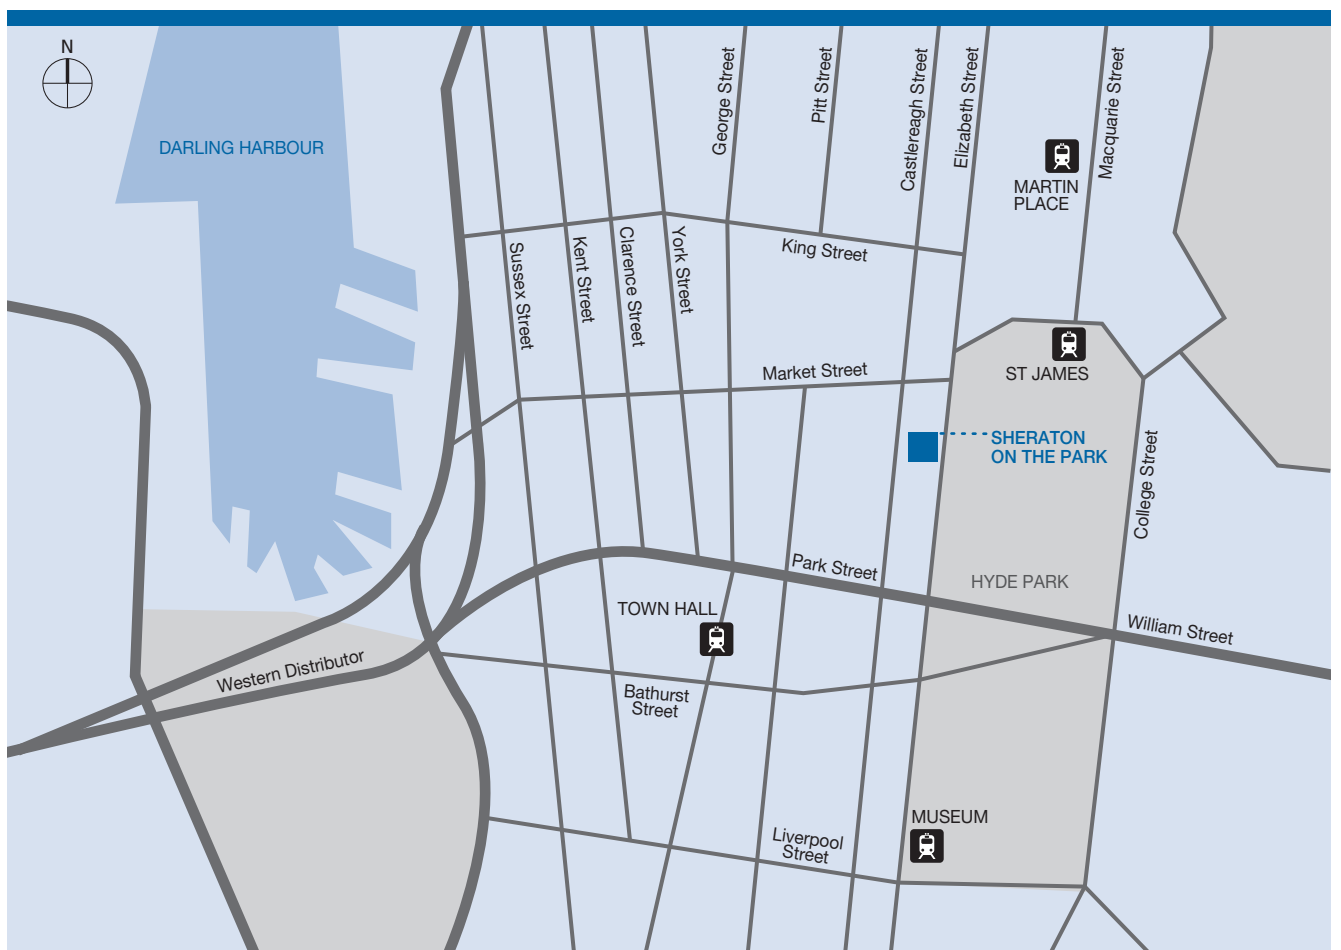 N
DARLING HARBOUR
George Street
Pitt Street
Castlereagh Street
Elizabeth Street
Macquarie Street
MARTIN
PLACE
Sussex Street
Kent Street
Clarence Street
York Street
King Street
Market Street
ST JAMES
SHERATON
ON THE PARK
College Street
Park Street
HYDE PARK
TOWN HALL
William Street
Western Distributor
Bathurst
Street
MUSEUM
Liverpool
Street